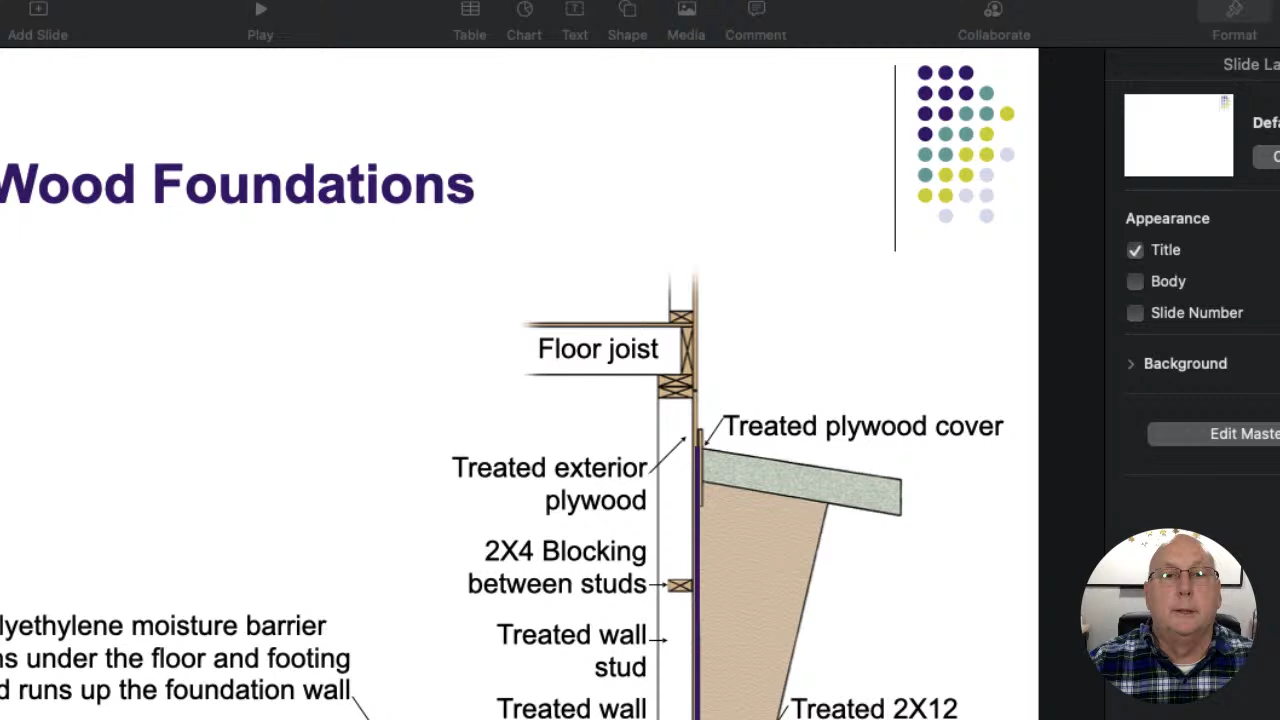 Add Slide
Play
Table
Chart
Text
Shape
Media
Comment
Collaborate
Format
Slide La
Wood Foundations
Defa
C
Appearance
Title
Body
Slide Number
Background
Edit Maste
Floor joist
Treated plywood cover
Treated exterior
plywood
2X4 Blocking
between studs
Treated wall
stud
lyethylene moisture barrier
ns under the floor and footing
d runs up the foundation wall
Treated wall
Treated 2X12